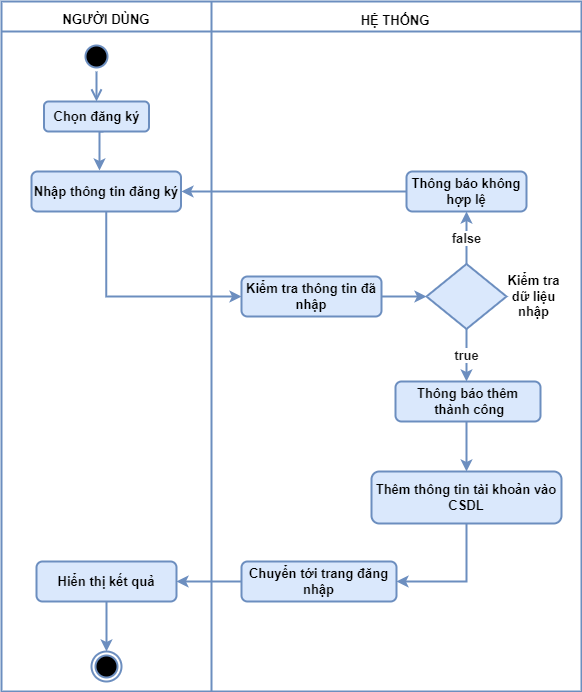 NGƯỜI DÙNG
HỆ THỐNG
Chọn đăng ký
Nhập thông tin đăng ký
Thông báo không
hợp lệ
false
Kiểm tra thông tin đã
nhập
Kiểm tra
dữ liệu
nhập
true
Thông báo thêm
thành công
Thêm thông tin tài khoản vào
CSDL
Chuyển tới trang đăng
nhập
Hiển thị kết quả